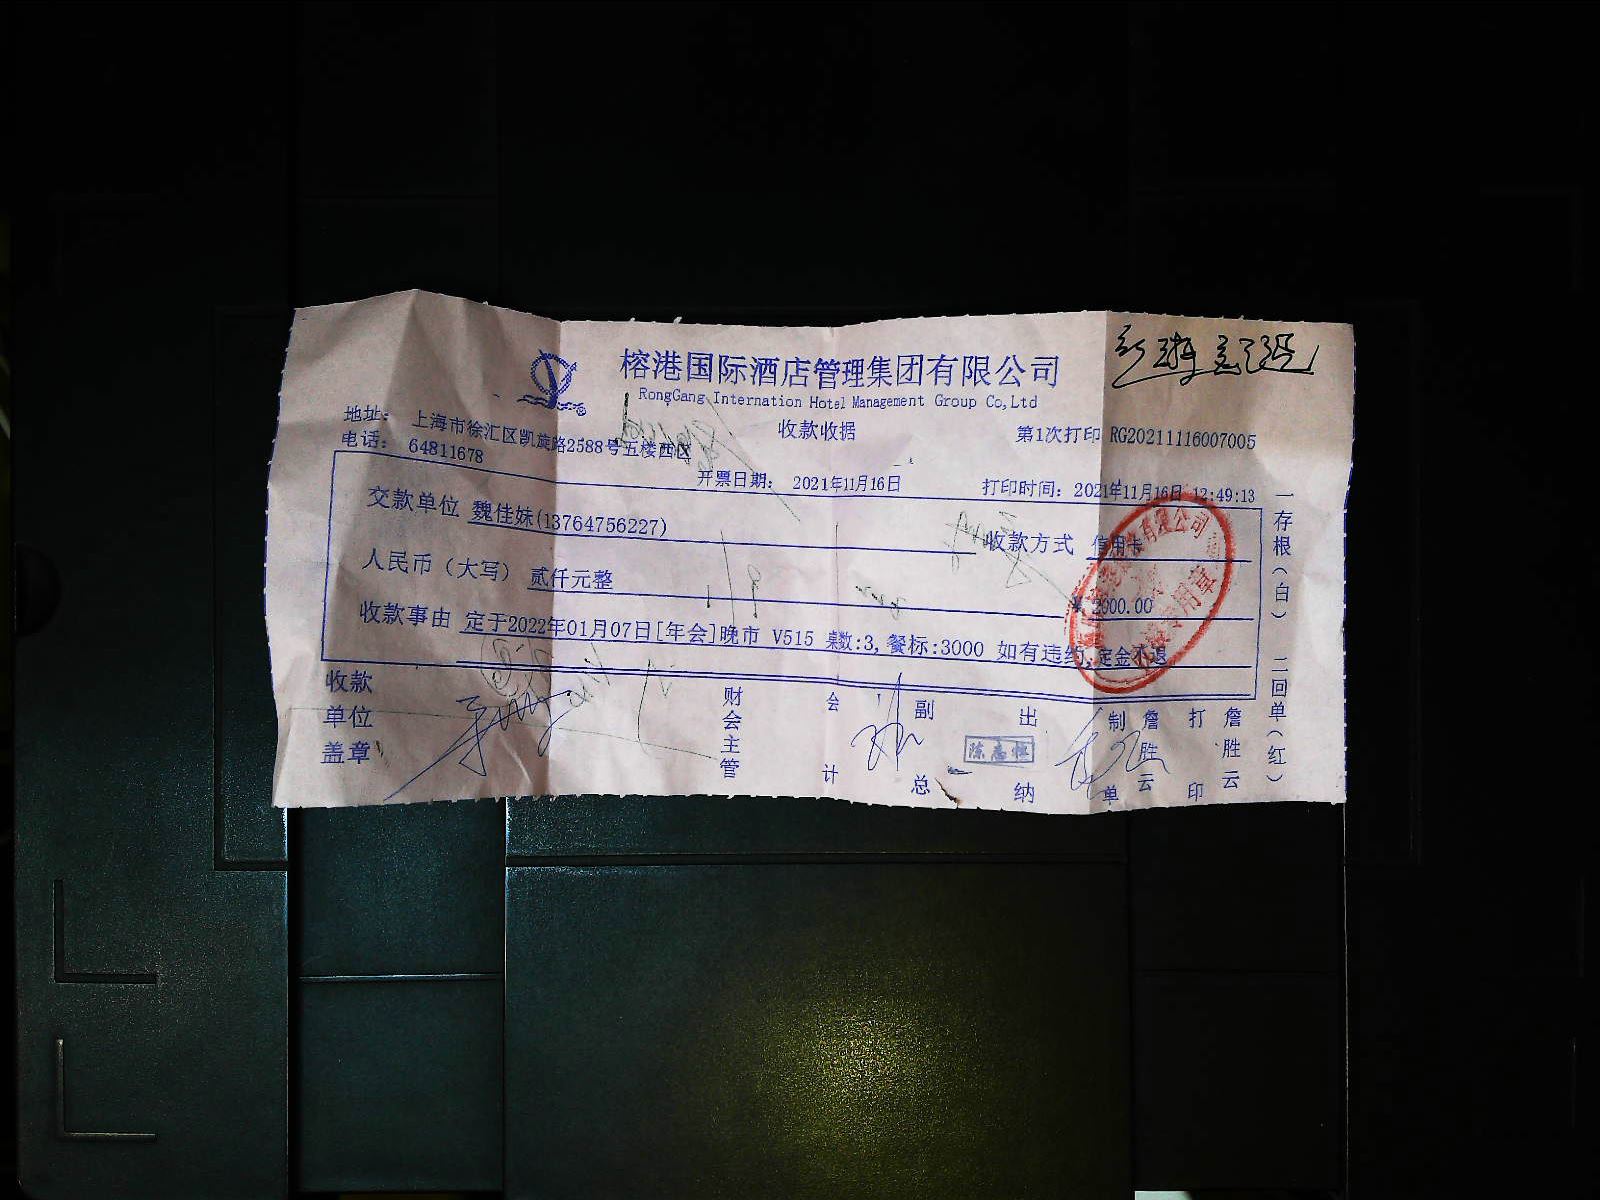 榕港国际酒店管理集团有限公司
RongGang Internation Hotel Management Group Co,Ltd
地址： 上海市徐汇区凯旋路2588号五楼西区
收款收据
第1次打印 RG20211116007005
电话： 64811678
开票日期： 2021年11月16日
打印时间：2021年11月16日 12:49:13
交款单位 魏佳妹(13764756227)
收款方式 信用卡
人民币（大写） 贰仟元整
￥ 2000.00
收款事由 定于2022年01月07日[年会]晚市 V515 桌数:3,餐标:3000 如有违约,定金不退
一存根（白） 二回单（红）
收款单位盖章
财会主管
会计
副总
出纳
制单 詹胜云
打印 詹胜云